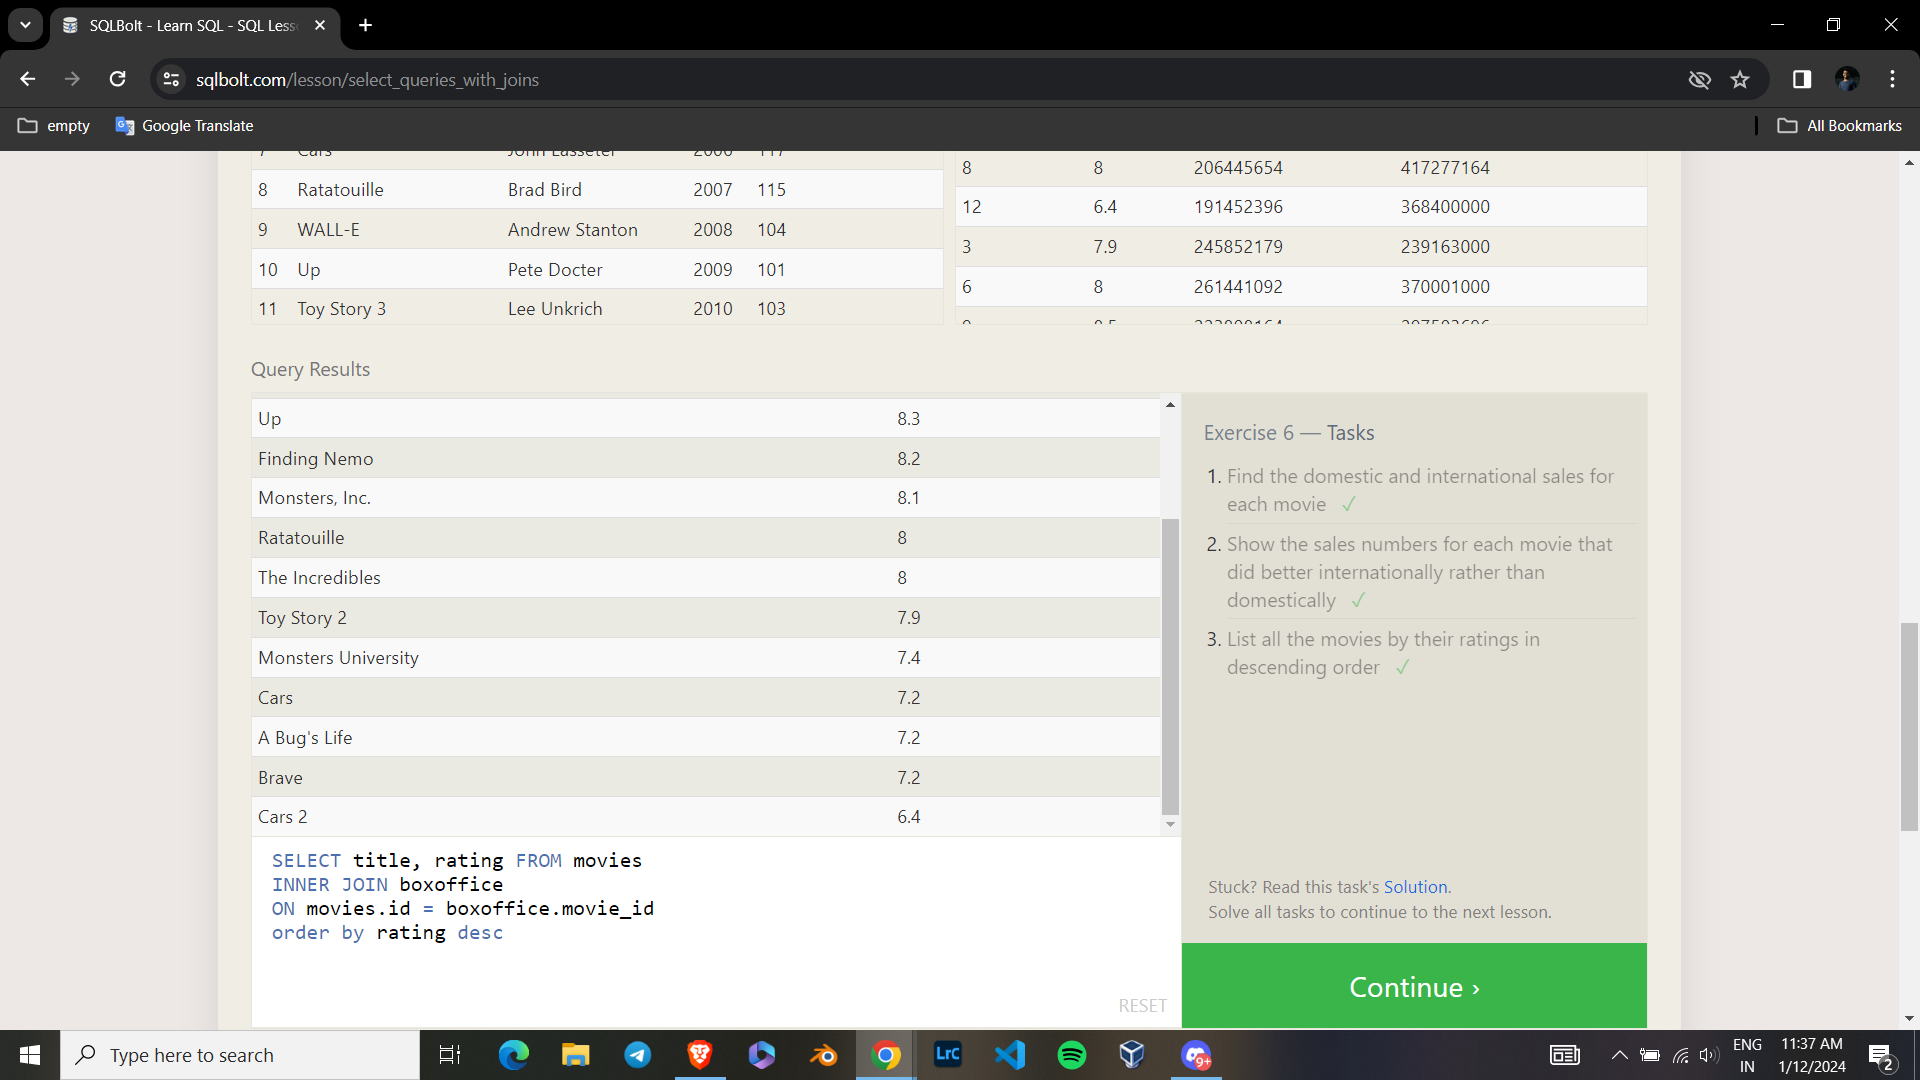 SQLBolt - Learn SQL - SQL Less
sqlbolt.com/lesson/select_queries_with_joins
empty
Google Translate
All Bookmarks
7 Cars John Lasseter 2006 117
8 Ratatouille Brad Bird 2007 115
9 WALL-E Andrew Stanton 2008 104
10 Up Pete Docter 2009 101
11 Toy Story 3 Lee Unkrich 2010 103
8 8 206445654 417277164
12 6.4 191452396 368400000
3 7.9 245852179 239163000
6 8 261441092 370001000
Query Results
Up 8.3
Finding Nemo 8.2
Monsters, Inc. 8.1
Ratatouille 8
The Incredibles 8
Toy Story 2 7.9
Monsters University 7.4
Cars 7.2
A Bug's Life 7.2
Brave 7.2
Cars 2 6.4
SELECT title, rating FROM movies
INNER JOIN boxoffice
ON movies.id = boxoffice.movie_id
order by rating desc
RESET
Exercise 6 — Tasks
1. Find the domestic and international sales for
each movie ✓
2. Show the sales numbers for each movie that
did better internationally rather than
domestically ✓
3. List all the movies by their ratings in
descending order ✓
Stuck? Read this task's Solution.
Solve all tasks to continue to the next lesson.
Continue ›
Type here to search
Lrc
9+
ENG
IN
11:37 AM
1/12/2024
2